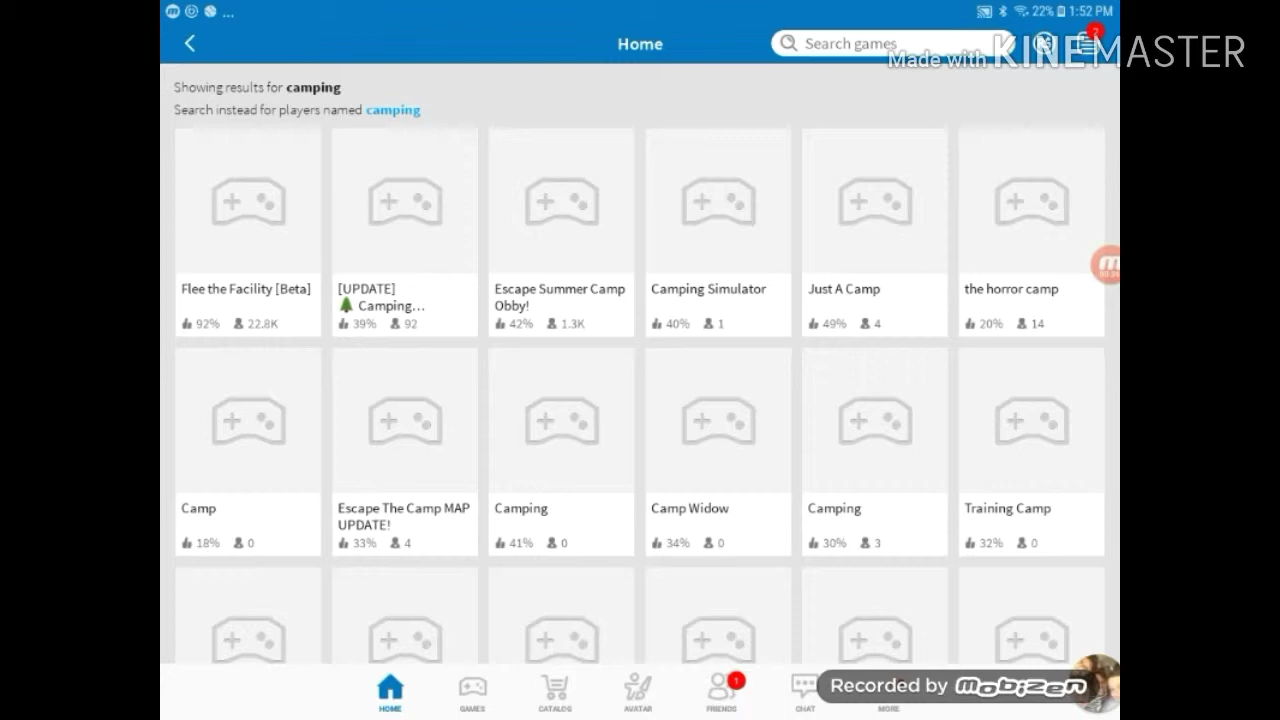 ... 22% 1:52 PM
Home
Search games
2
Made with KINEMASTER
Showing results for camping
Search instead for players named camping
Flee the Facility [Beta]
92% 22.8K
[UPDATE]
🌲 Camping...
39% 92
Escape Summer Camp
Obby!
42% 1.3K
Camping Simulator
40% 1
Just A Camp
49% 4
the horror camp
20% 14
Camp
18% 0
Escape The Camp MAP
UPDATE!
33% 4
Camping
41% 0
Camp Widow
34% 0
Camping
30% 3
Training Camp
32% 0
HOME
GAMES
CATALOG
AVATAR
1
FRIENDS
CHAT
MORE
Recorded by mobizen